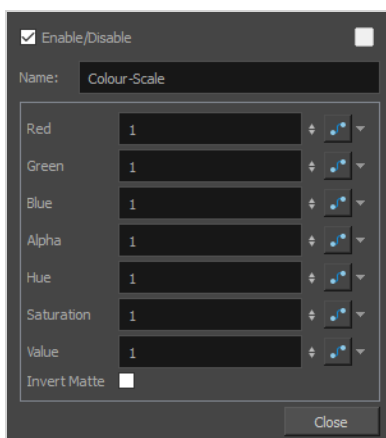 Enable/Disable
Name: Colour-Scale
Red 1
Green 1
Blue 1
Alpha 1
Hue 1
Saturation 1
Value 1
Invert Matte
Close